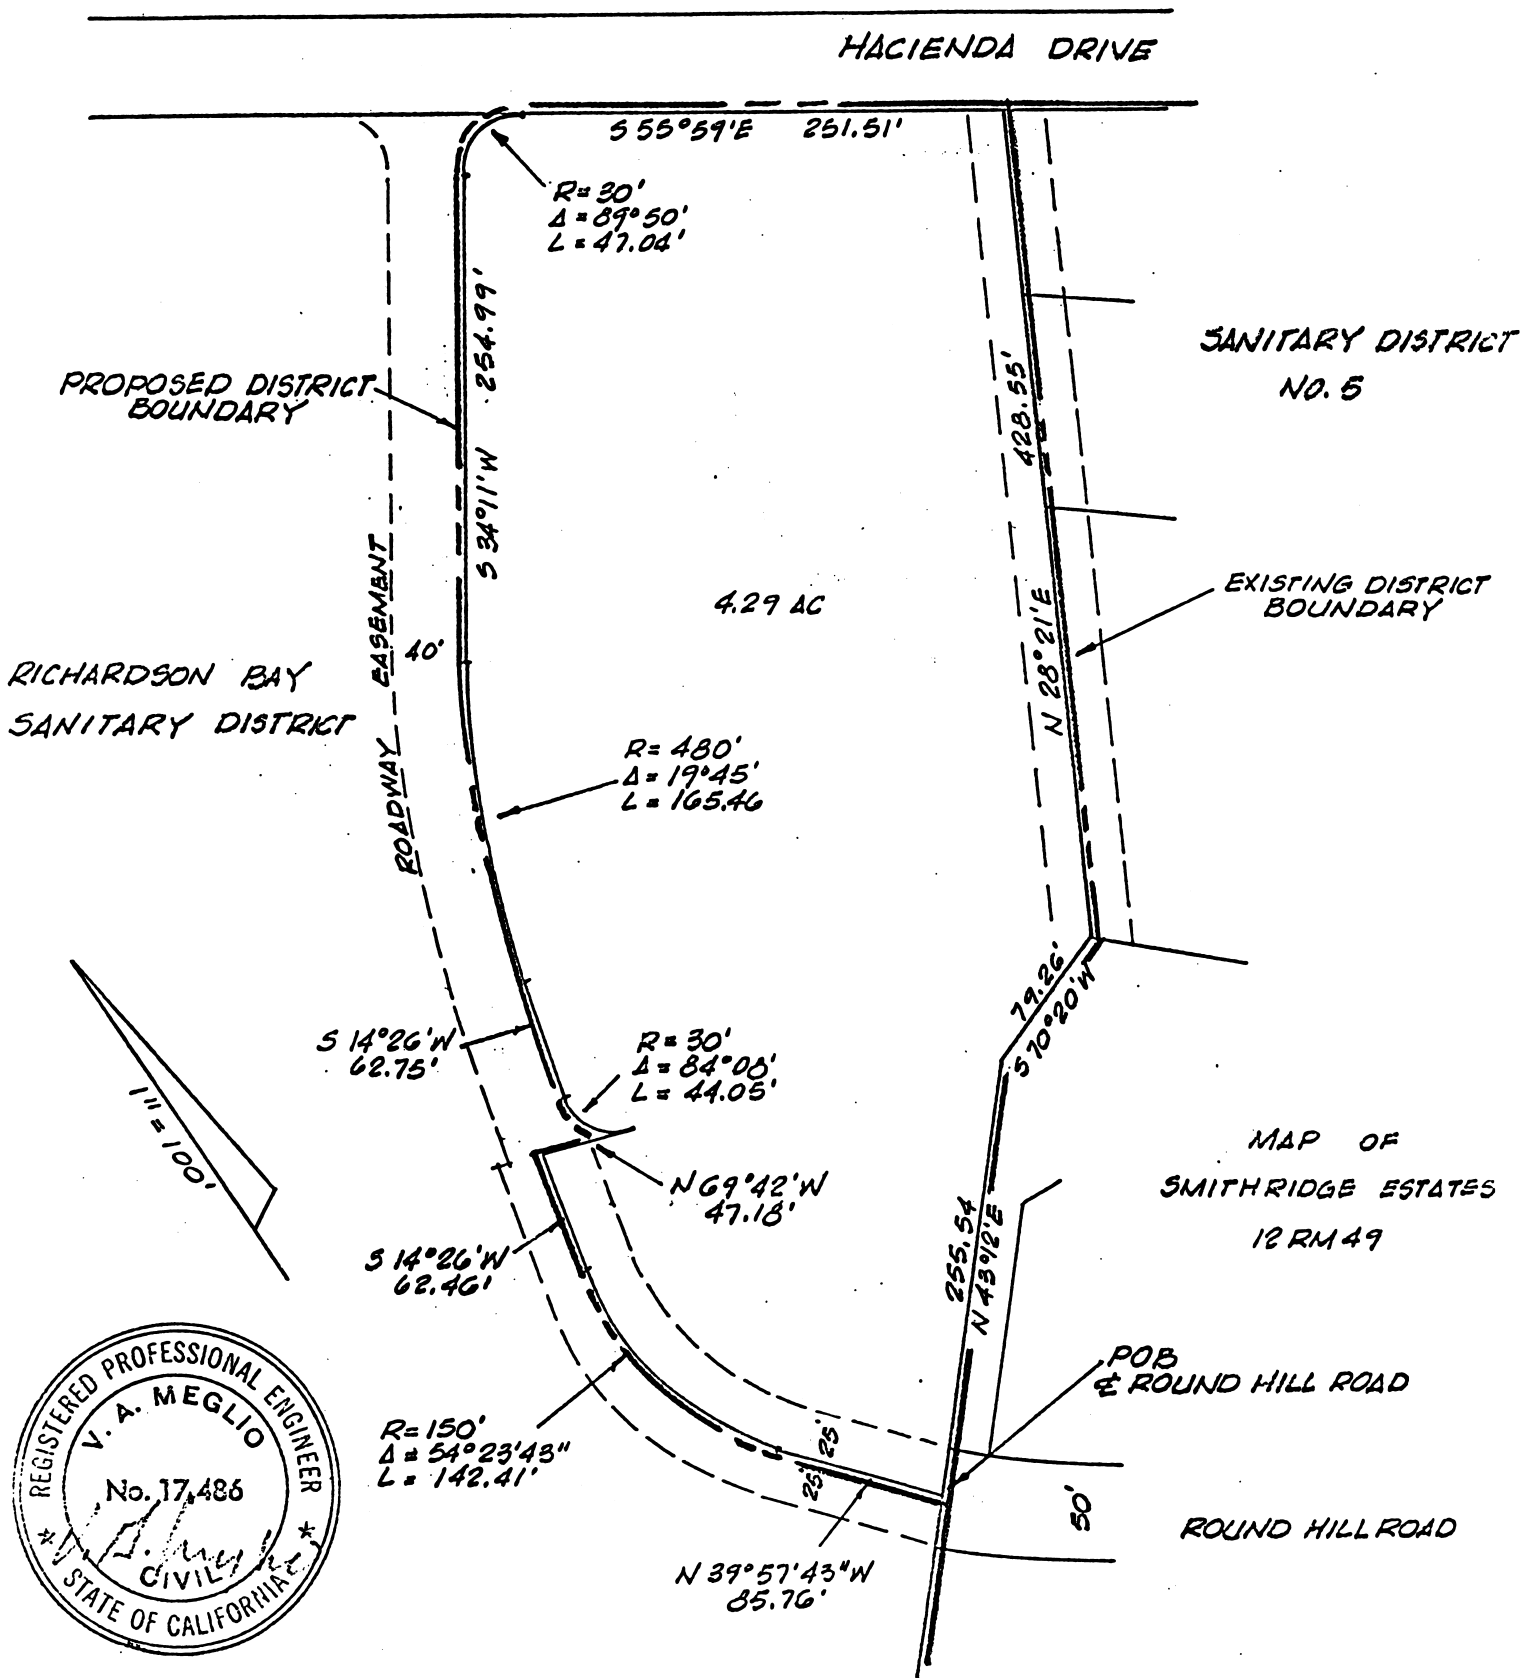 HACIENDA DRIVE
S 55°59'E 251.51'
R= 30'
Δ = 89°50'
L = 47.04'
S 34°11'W 254.99'
PROPOSED DISTRICT
BOUNDARY
428.55'
N 28°21'E
SANITARY DISTRICT
NO. 5
EXISTING DISTRICT
BOUNDARY
4.29 AC
ROADWAY EASEMENT
40'
RICHARDSON BAY
SANITARY DISTRICT
R= 480'
Δ = 19°45'
L = 165.46
79.26'
S 70°20'W
S 14°26'W
62.75'
R= 30'
Δ = 84°08'
L = 44.05'
1" = 100'
N 69°42'W
47.18'
MAP OF
SMITHRIDGE ESTATES
12 RM 49
S 14°26'W
62.46'
255.54
N 43°12'E
POB
℄ ROUND HILL ROAD
R= 150'
Δ = 54°23'43"
L = 142.41'
25' 25'
50'
ROUND HILL ROAD
N 39°57'43"W
85.76'
REGISTERED PROFESSIONAL ENGINEER
V. A. MEGLIO
No. 17,486
CIVIL
STATE OF CALIFORNIA